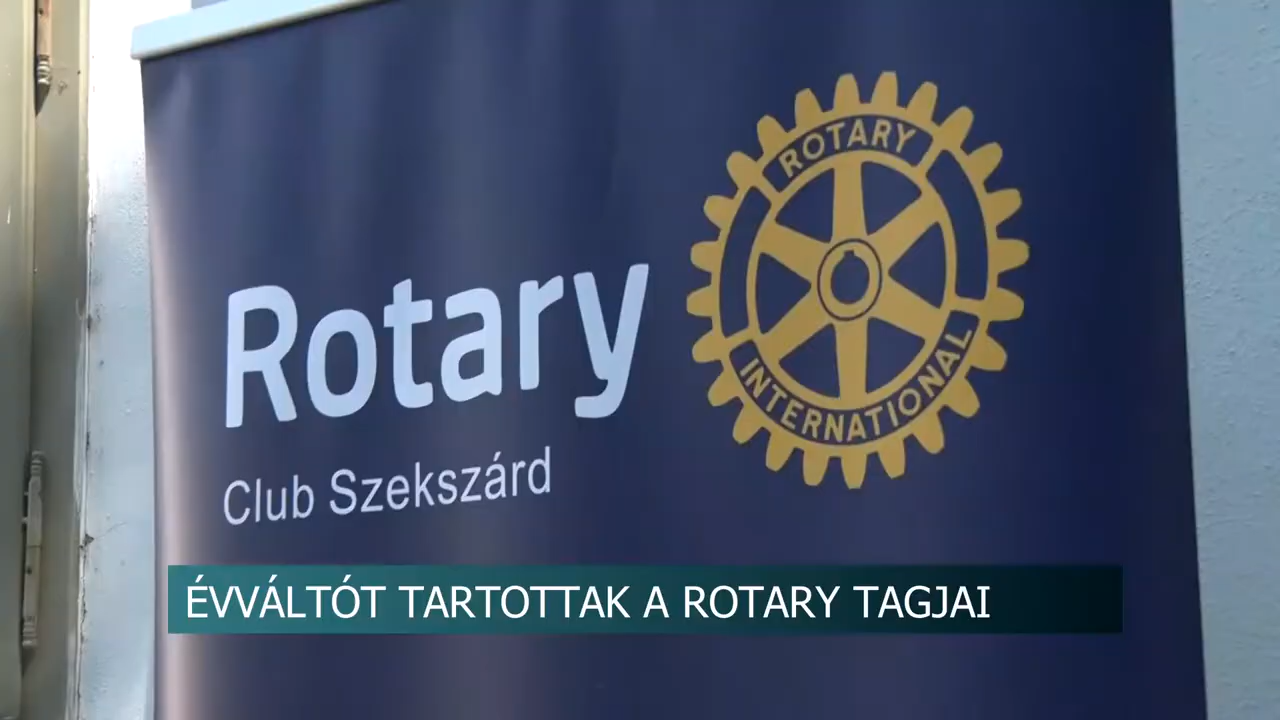 ROTARY
INTERNATIONAL
Rotary
Club Szekszárd
ÉVVÁLTÓT TARTOTTAK A ROTARY TAGJAI